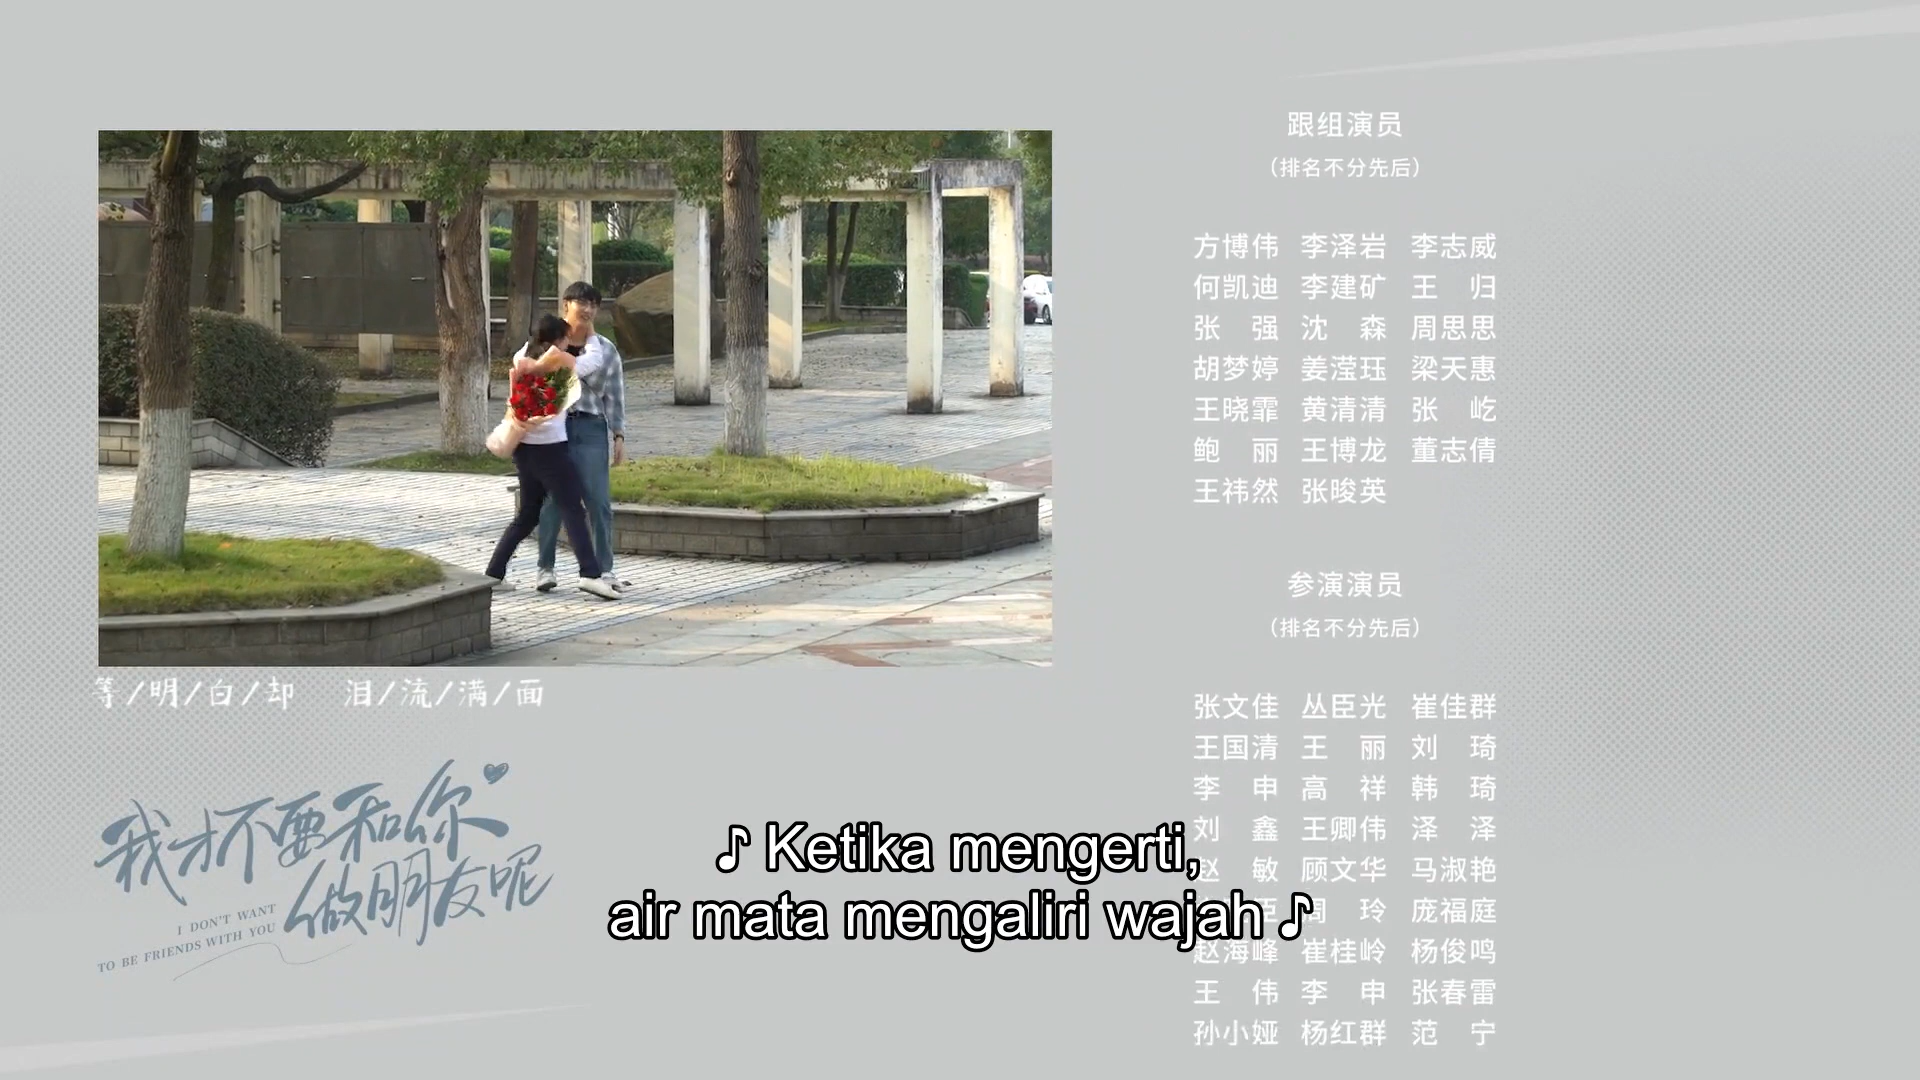 跟组演员
（排名不分先后）
方博伟 李泽岩 李志威
何凯迪 李建矿 王 归
张 强 沈 森 周思思
胡梦婷 姜滢珏 梁天惠
王晓霏 黄清清 张 屹
鲍 丽 王博龙 董志倩
王祎然 张晙英
参演演员
（排名不分先后）
张文佳 丛臣光 崔佳群
王国清 王 丽 刘 琦
李 申 高 祥 韩 琦
刘 鑫 王卿伟 泽 泽
赵 敏 顾文华 马淑艳
周 玲 庞福庭
赵海峰 崔桂岭 杨俊鸣
王 伟 李 申 张春雷
孙小娅 杨红群 范 宁
等/明/白/却 泪/流/满/面
我才不要和你
做朋友呢
I DON'T WANT
TO BE FRIENDS WITH YOU
♪ Ketika mengerti,
air mata mengaliri wajah ♪